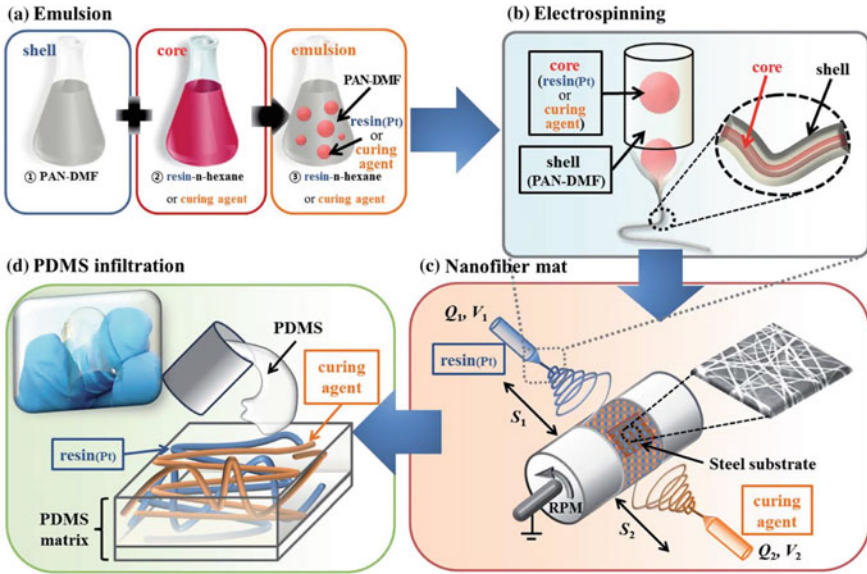 (a) Emulsion
shell
core
emulsion
PAN-DMF
resin(Pt)
or
curing
agent
① PAN-DMF
② resin-n-hexane
or curing agent
③ resin-n-hexane
or curing agent
(b) Electrospinning
core
(resin(Pt)
or
curing
agent)
shell
(PAN-DMF)
core
shell
(d) PDMS infiltration
PDMS
curing
agent
resin(Pt)
PDMS
matrix
(c) Nanofiber mat
Q1, V1
resin(Pt)
S1
Steel substrate
RPM
S2
curing
agent
Q2, V2